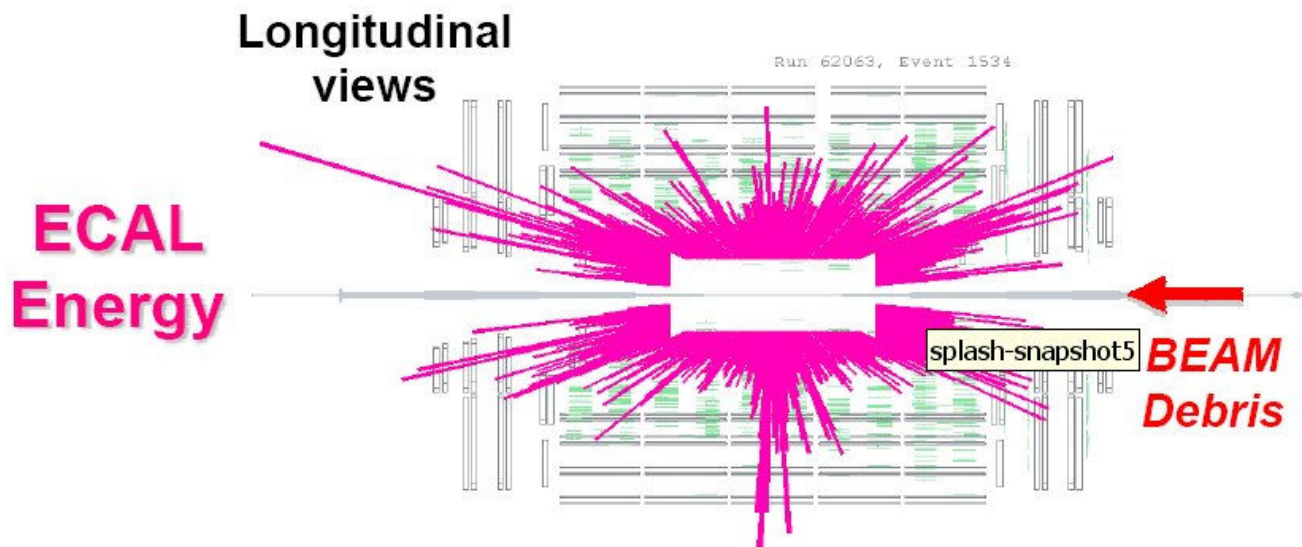 Longitudinal
views
Run 62063, Event 1534
ECAL
Energy
splash-snapshot5
BEAM
Debris